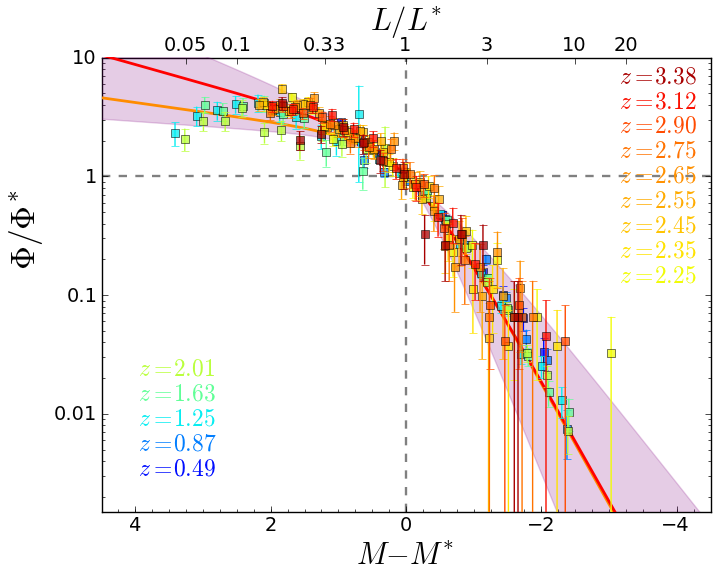 L/L*
0.05 0.1 0.33 1 3 10 20
10
1
0.1
0.01
Φ/Φ*
z=3.38
z=3.12
z=2.90
z=2.75
z=2.65
z=2.55
z=2.45
z=2.35
z=2.25
z=2.01
z=1.63
z=1.25
z=0.87
z=0.49
4 2 0 −2 −4
M−M*